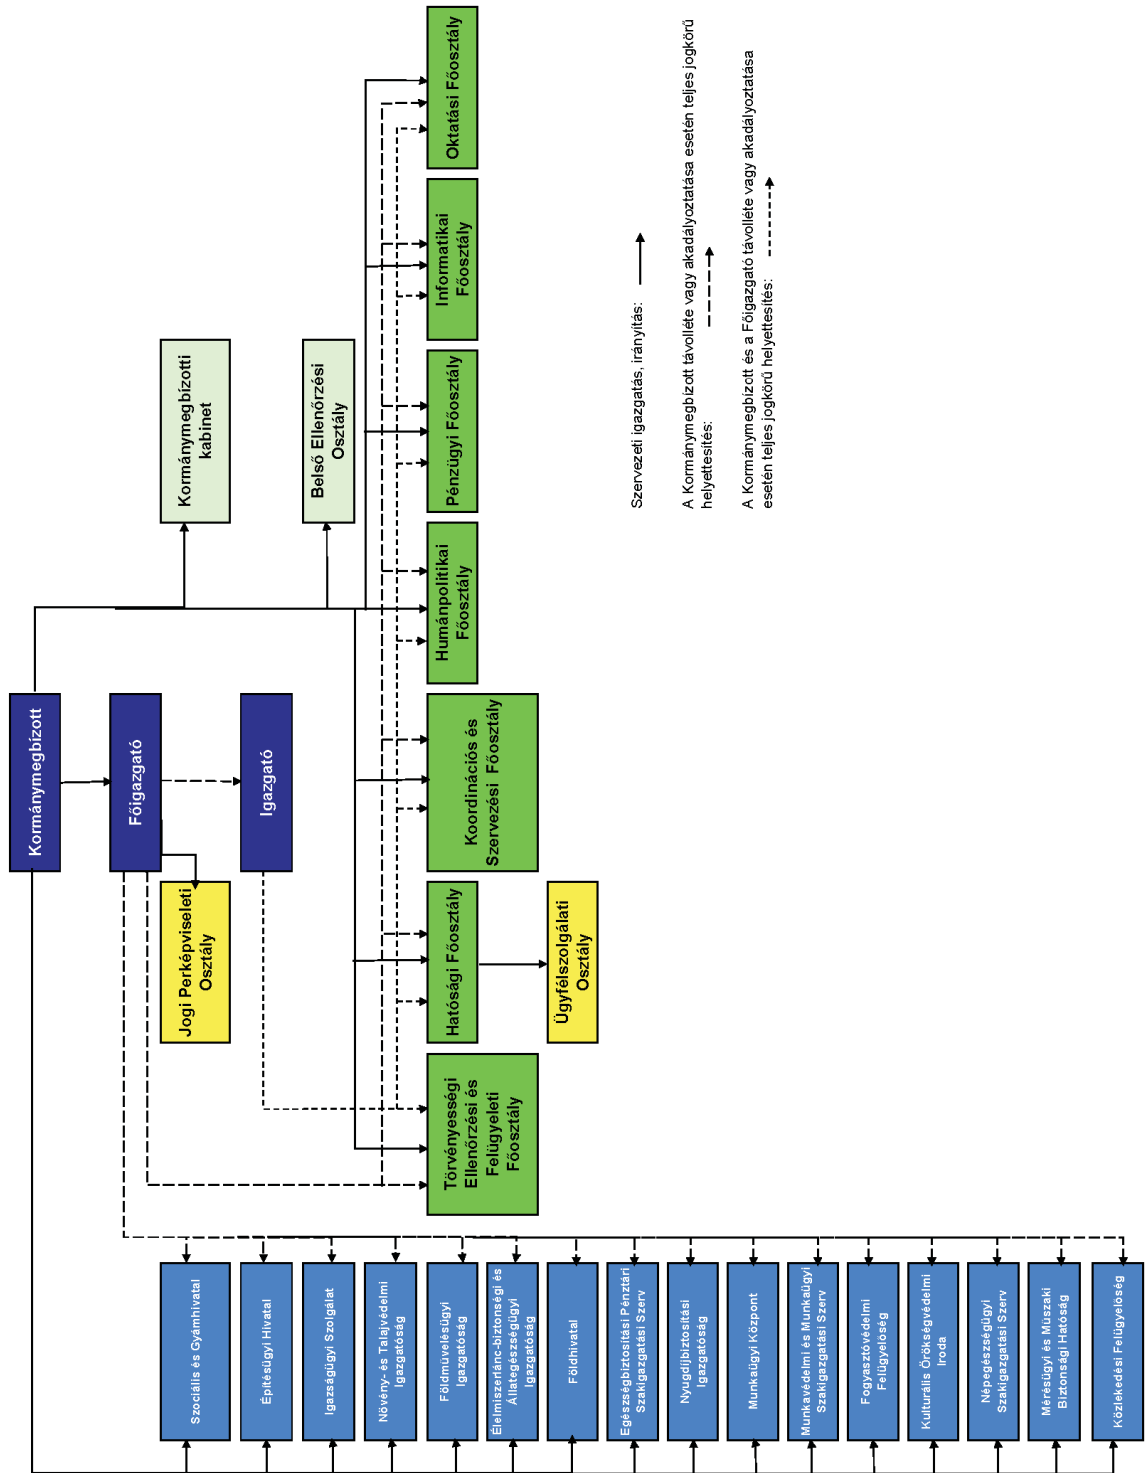 Kormánymegbízott
Főigazgató
Igazgató
Jogi Perképviseleti
Osztály
Kormánymegbízotti
kabinet
Belső Ellenőrzési
Osztály
Törvényességi
Ellenőrzési és
Felügyeleti
Főosztály
Hatósági Főosztály
Koordinációs és
Szervezési Főosztály
Humánpolitikai
Főosztály
Pénzügyi Főosztály
Informatikai
Főosztály
Oktatási Főosztály
Ügyfélszolgálati
Osztály
Szociális és Gyámhivatal
Építésügyi Hivatal
Igazságügyi Szolgálat
Növény- és Talajvédelmi
Igazgatóság
Földművelésügyi
Igazgatóság
Élelmiszerlánc-biztonségi és
Állategészségügyi
Igazgatóság
Földhivatal
Egészségbiztosítási Pénztári
Szakigazgatási Szerv
Nyugdíjbiztosítási
Igazgatóság
Munkaügyi Központ
Munkavédelmi és Munkaügyi
Szakigazgatási Szerv
Fogyasztóvédelmi
Felügyelőség
Kulturális Örökségvédelmi
Iroda
Népegészségügyi
Szakigazgatási Szerv
Mérésügyi és Műszaki
Biztonsági Hatóság
Közlekedési Felügyelőség
Szervezeti igazgatás, irányítás:
A Kormánymegbízott távolléte vagy akadályoztatása esetén teljes jogkörű
helyettesítés:
A Kormánymegbízott és a Főigazgató távolléte vagy akadályoztatása
esetén teljes jogkörű helyettesítés: